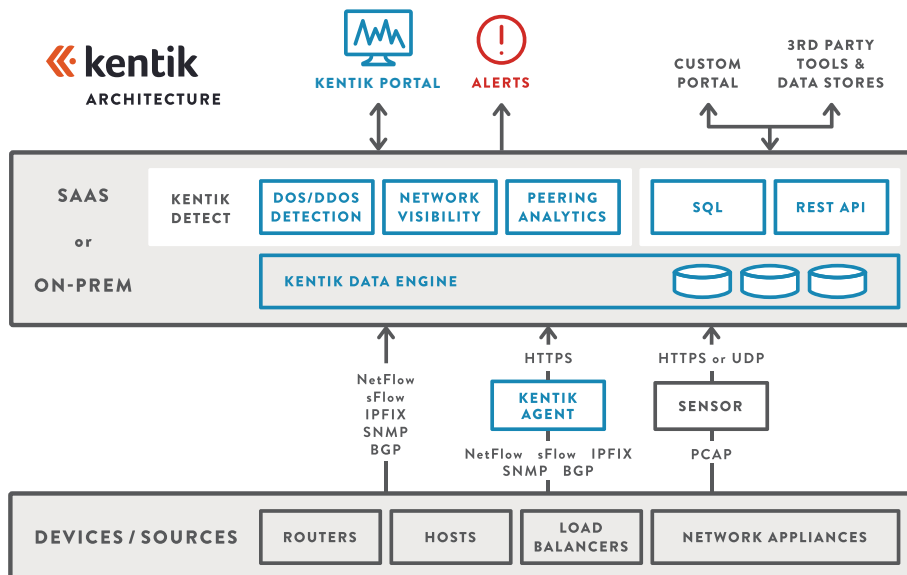 kentik
ARCHITECTURE
KENTIK PORTAL
ALERTS
CUSTOM
PORTAL
3RD PARTY
TOOLS &
DATA STORES
SAAS
or
ON-PREM
KENTIK
DETECT
DOS/DDOS
DETECTION
NETWORK
VISIBILITY
PEERING
ANALYTICS
SQL
REST API
KENTIK DATA ENGINE
NetFlow
sFlow
IPFIX
SNMP
BGP
HTTPS
KENTIK
AGENT
NetFlow sFlow IPFIX
SNMP BGP
HTTPS or UDP
SENSOR
PCAP
DEVICES / SOURCES
ROUTERS
HOSTS
LOAD
BALANCERS
NETWORK APPLIANCES